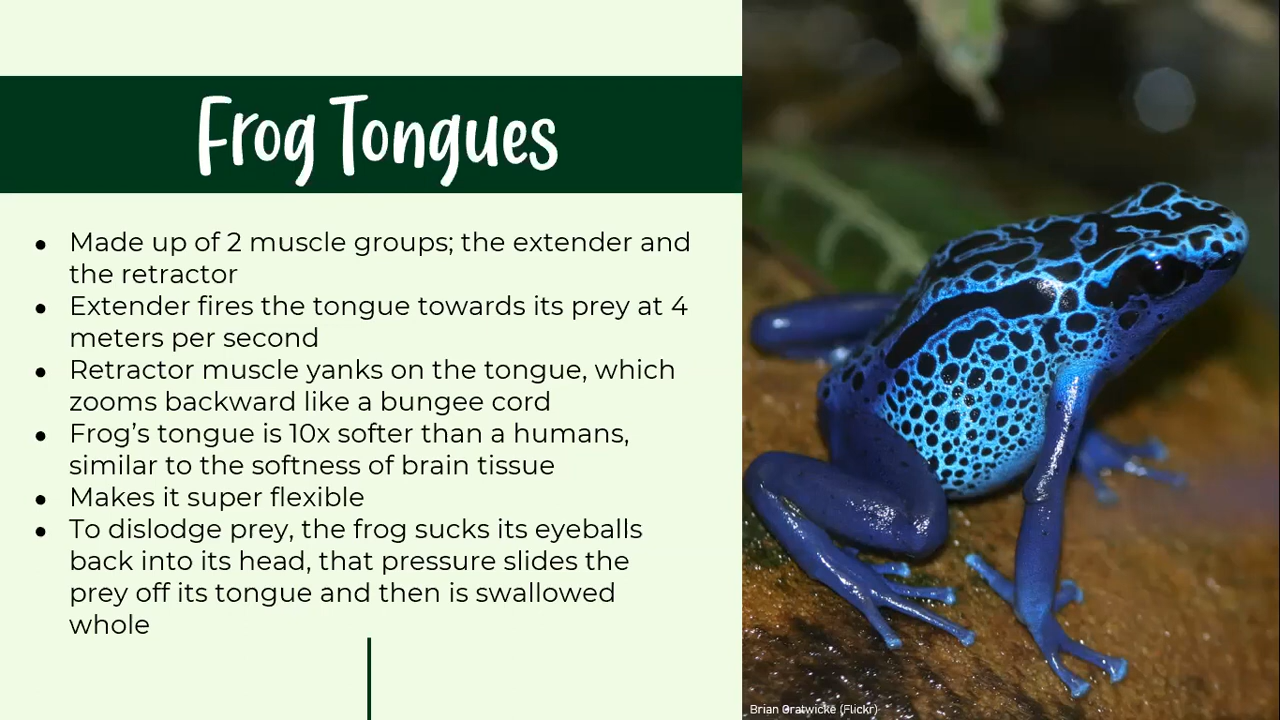 Frog Tongues
● Made up of 2 muscle groups; the extender and
the retractor
● Extender fires the tongue towards its prey at 4
meters per second
● Retractor muscle yanks on the tongue, which
zooms backward like a bungee cord
● Frog’s tongue is 10x softer than a humans,
similar to the softness of brain tissue
● Makes it super flexible
● To dislodge prey, the frog sucks its eyeballs
back into its head, that pressure slides the
prey off its tongue and then is swallowed
whole
Brian Gratwicke (Flickr)